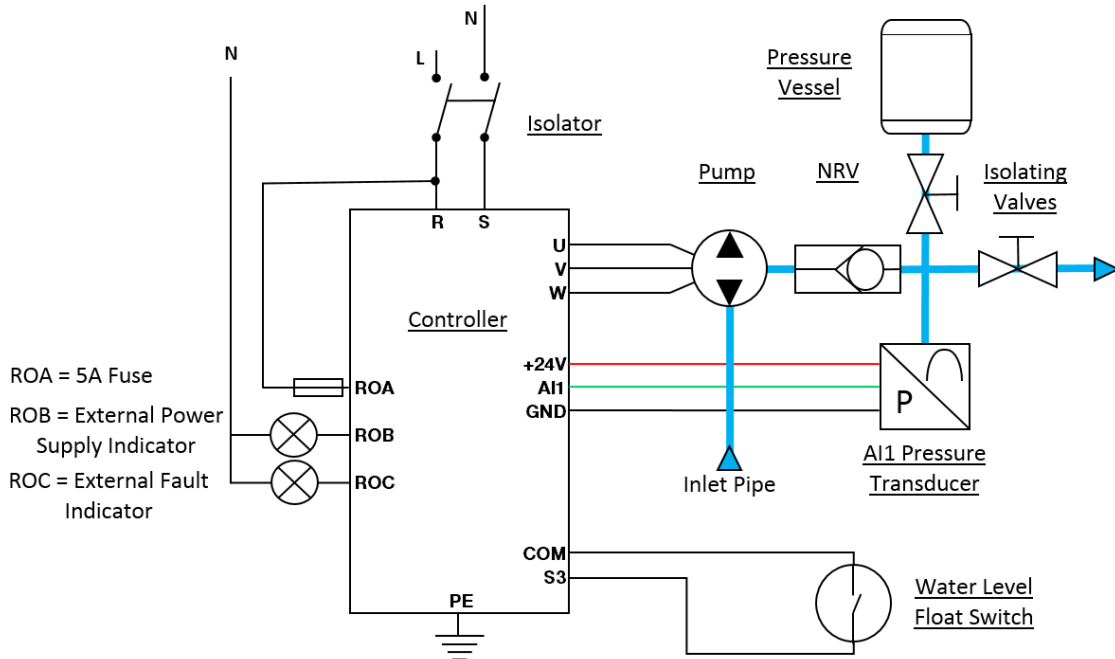 N
N
L
Isolator
Pressure
Vessel
Pump
NRV
Isolating
Valves
R
S
U
V
W
Controller
+24V
AI1
GND
P
AI1 Pressure
Transducer
Inlet Pipe
ROA = 5A Fuse
ROB = External Power
Supply Indicator
ROC = External Fault
Indicator
ROA
ROB
ROC
COM
S3
PE
Water Level
Float Switch